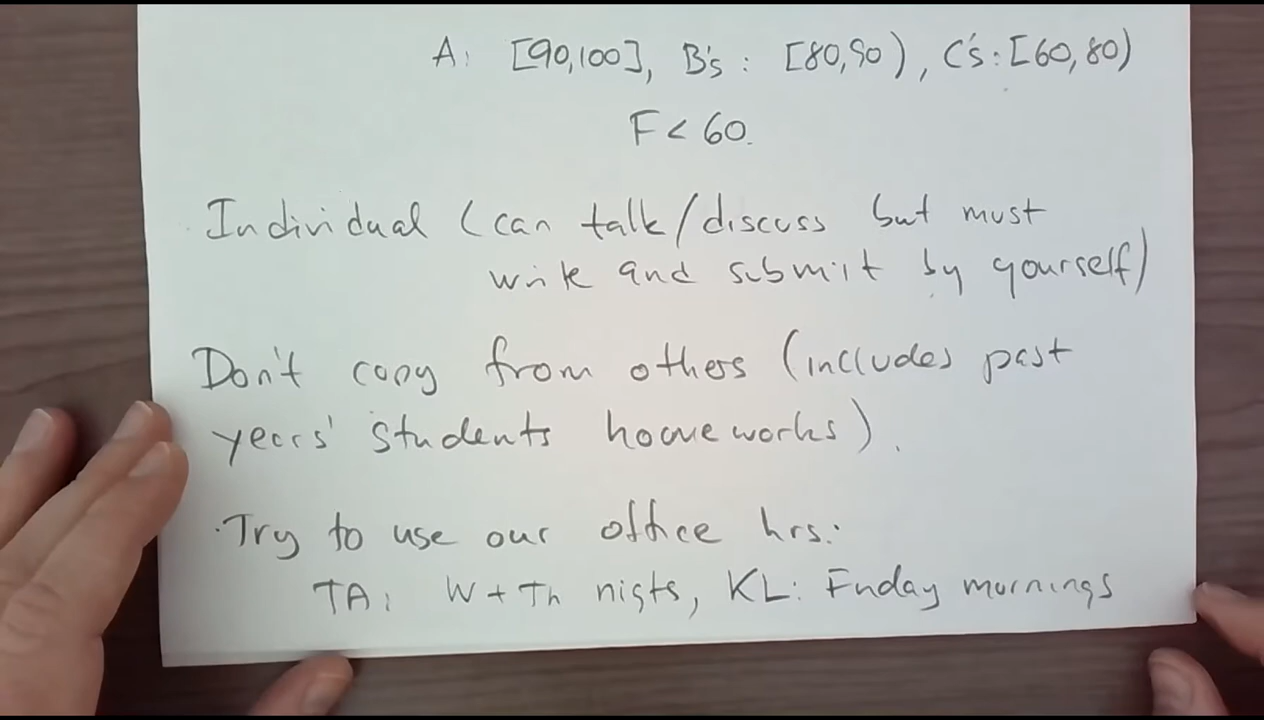 A: [90,100], B's: [80,90), C's: [60,80)
F < 60.
Individual (can talk/discuss but must
write and submit by yourself)
Don't copy from others (includes past
years' students homeworks).
·Try to use our office hrs.:
TA: W + Th nigts, KL: Friday mornings